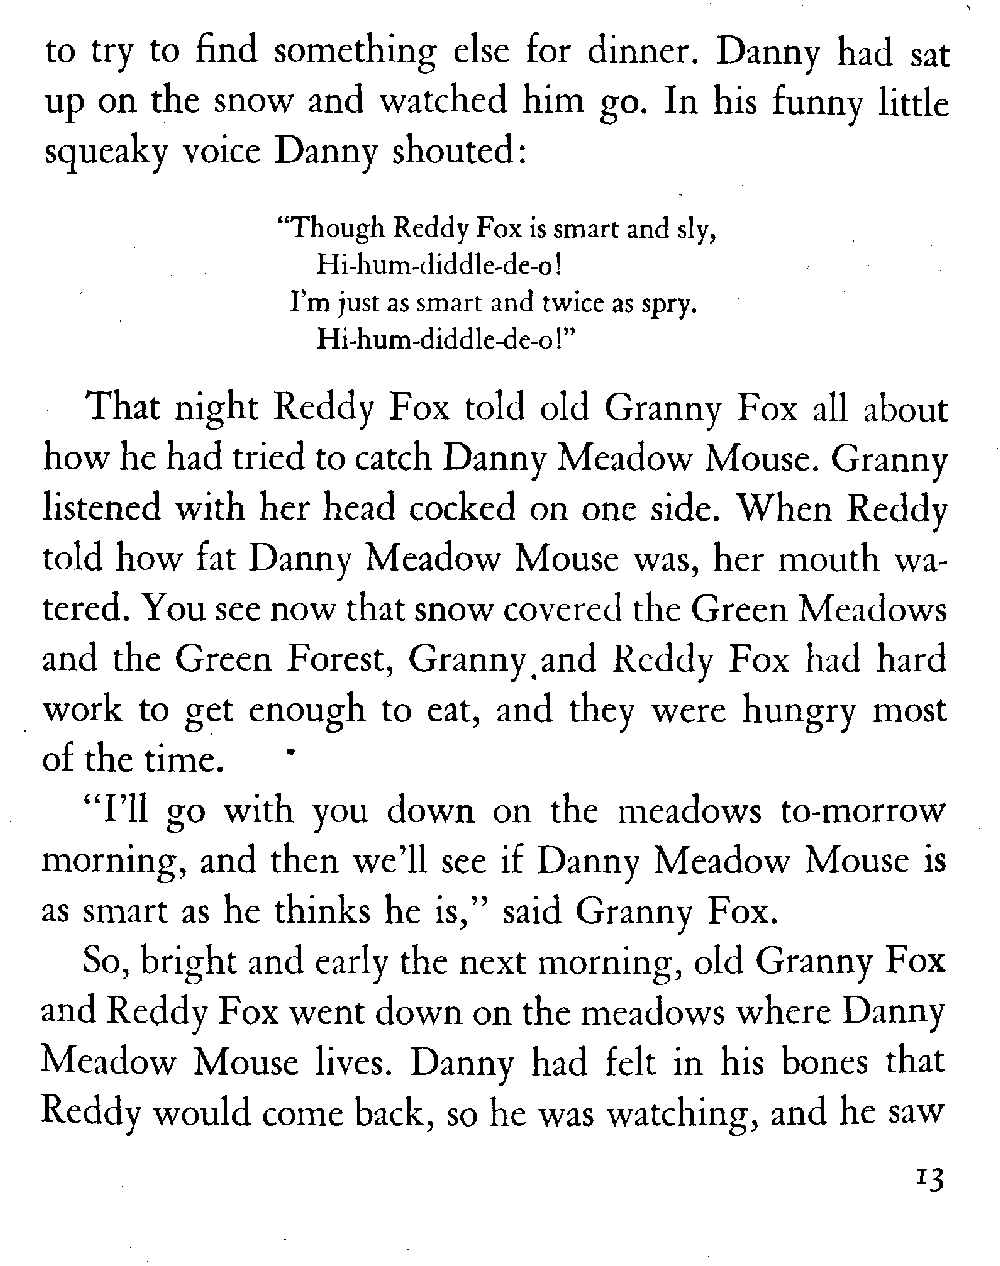 to try to find something else for dinner. Danny had sat
up on the snow and watched him go. In his funny little
squeaky voice Danny shouted:
“Though Reddy Fox is smart and sly,
Hi-hum-diddle-de-o!
I’m just as smart and twice as spry.
Hi-hum-diddle-de-o!”
That night Reddy Fox told old Granny Fox all about
how he had tried to catch Danny Meadow Mouse. Granny
listened with her head cocked on one side. When Reddy
told how fat Danny Meadow Mouse was, her mouth wa-
tered. You see now that snow covered the Green Meadows
and the Green Forest, Granny and Reddy Fox had hard
work to get enough to eat, and they were hungry most
of the time.
“I’ll go with you down on the meadows to-morrow
morning, and then we’ll see if Danny Meadow Mouse is
as smart as he thinks he is,” said Granny Fox.
So, bright and early the next morning, old Granny Fox
and Reddy Fox went down on the meadows where Danny
Meadow Mouse lives. Danny had felt in his bones that
Reddy would come back, so he was watching, and he saw
13